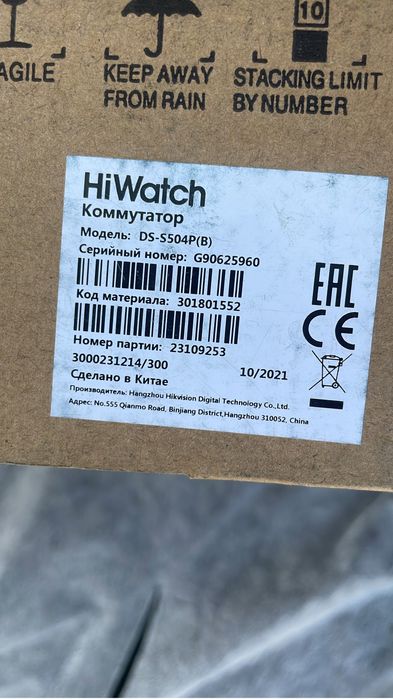 10
AGILE
KEEP AWAY
FROM RAIN
STACKING LIMIT
BY NUMBER
HiWatch
Коммутатор
Модель: DS-S504P(B)
Серийный номер: G90625960
Код материала: 301801552
Номер партии: 23109253
3000231214/300
10/2021
Сделано в Китае
Производитель: Hangzhou Hikvision Digital Technology Co.,Ltd.
Адрес: No.555 Qianmo Road, Binjiang District,Hangzhou 310052, China
EAC
CE